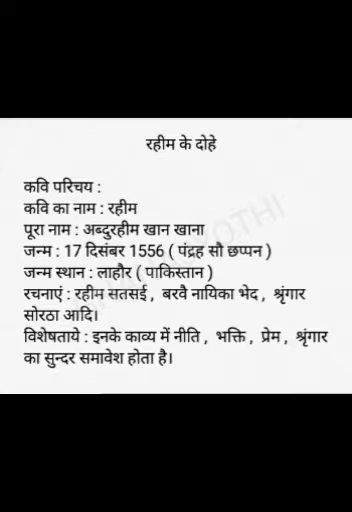 रहीम के दोहे
कवि परिचय :
कवि का नाम : रहीम
पूरा नाम : अब्दुरहीम खान खाना
जन्म : 17 दिसंबर 1556 ( पंद्रह सौ छप्पन )
जन्म स्थान : लाहौर ( पाकिस्तान )
रचनाएं : रहीम सतसई , बरवै नायिका भेद , श्रृंगार
सोरठा आदि।
विशेषताये : इनके काव्य में नीति , भक्ति , प्रेम , श्रृंगार
का सुन्दर समावेश होता है।